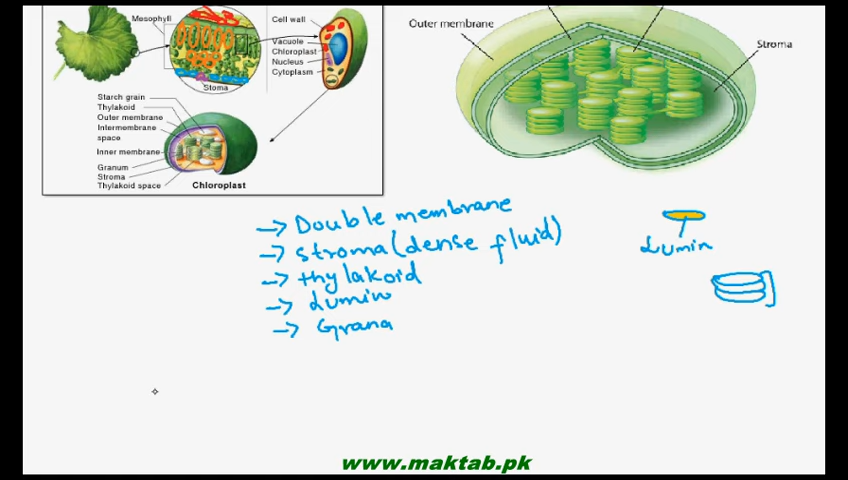 Mesophyll
Stoma
Cell wall
Vacuole
Chloroplast
Nucleus
Cytoplasm
Starch grain
Thylakoid
Outer membrane
Intermembrane
space
Inner membrane
Granum
Stroma
Thylakoid space
Chloroplast
Outer membrane
Stroma
→ Double membrane
→ stroma (dense fluid)
→ thylakoid
→ Lumin
→ Grana
Lumin
www.maktab.pk